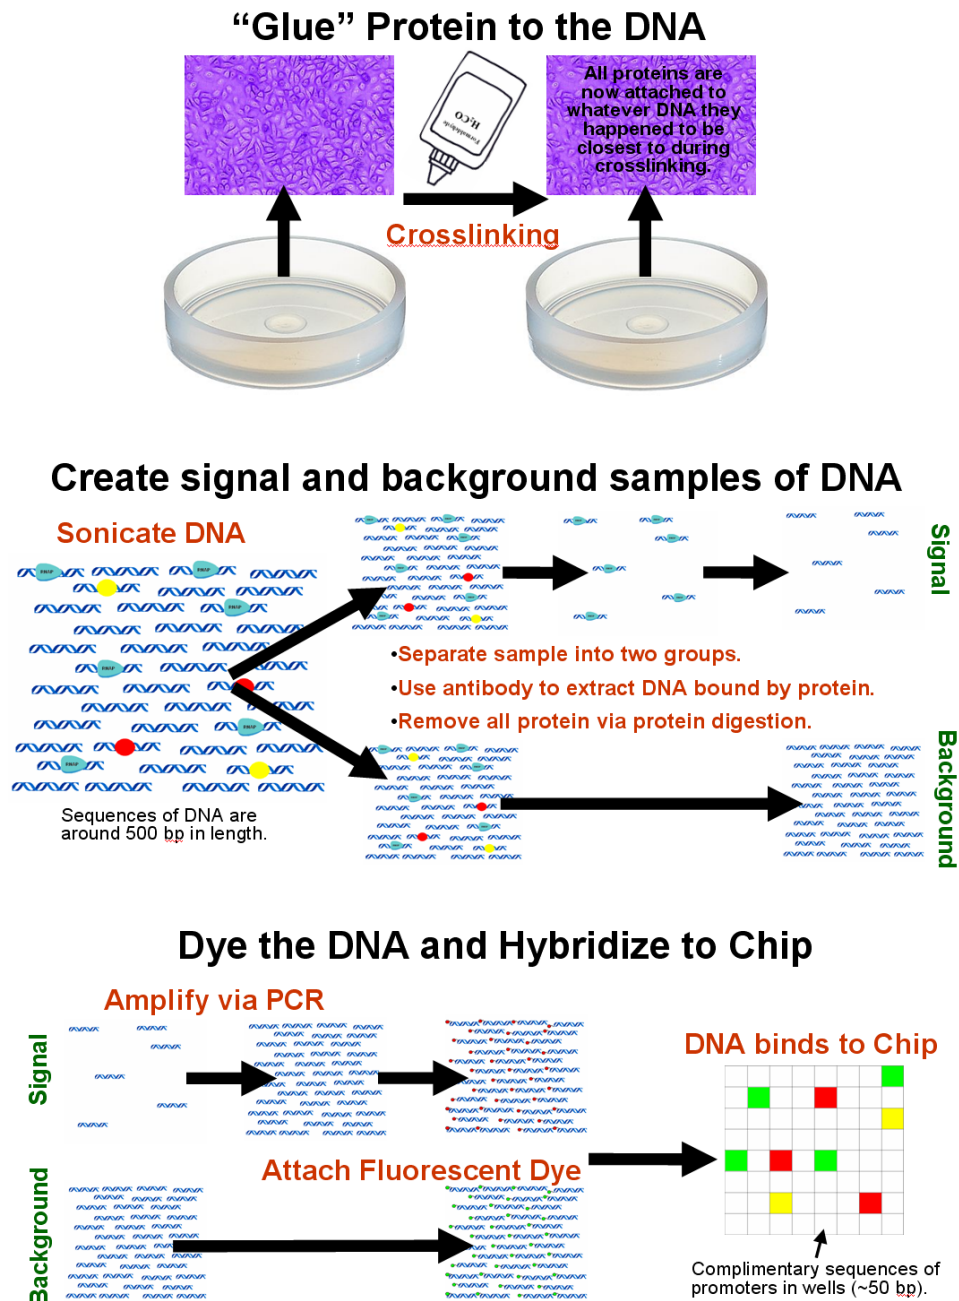 “Glue” Protein to the DNA
All proteins are
now attached to
whatever DNA they
happened to be
closest to during
crosslinking.
H2CO
Formaldehyde
Crosslinking
Create signal and background samples of DNA
Sonicate DNA
Signal
•Separate sample into two groups.
•Use antibody to extract DNA bound by protein.
•Remove all protein via protein digestion.
Background
Sequences of DNA are
around 500 bp in length.
Dye the DNA and Hybridize to Chip
Amplify via PCR
Signal
DNA binds to Chip
Attach Fluorescent Dye
Background
Complimentary sequences of
promoters in wells (~50 bp).